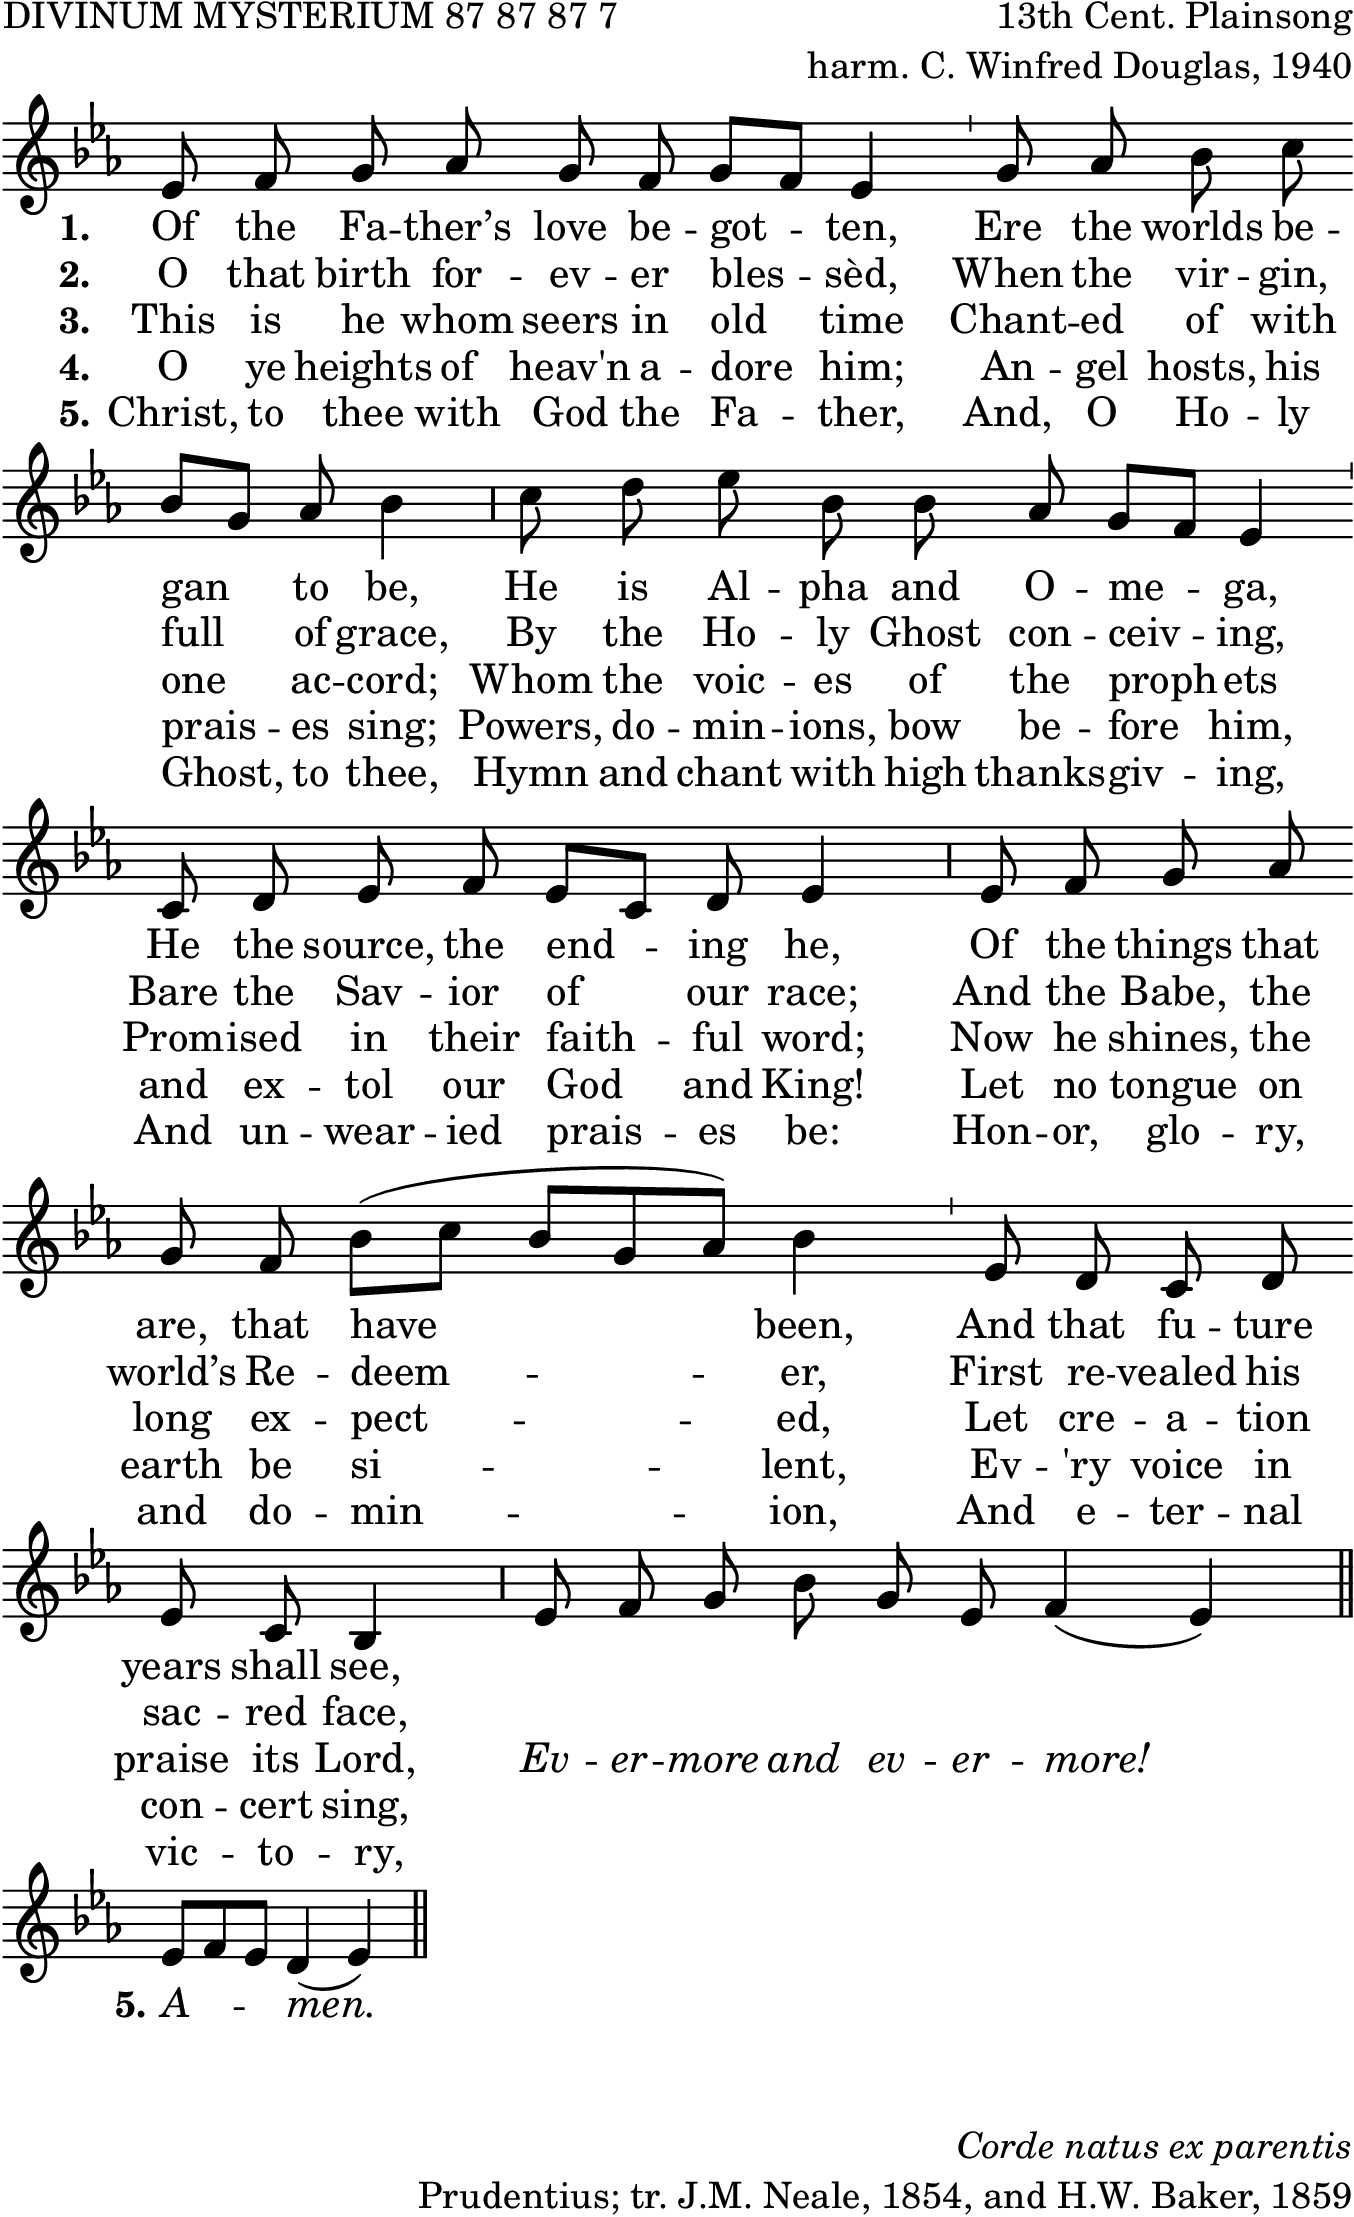 DIVINUM MYSTERIUM 87 87 87 7 13th Cent. Plainsong
harm. C. Winfred Douglas, 1940
1. Of the Fa -- ther’s love be -- got -- ten, Ere the worlds be --
2. O that birth for -- ev -- er bles -- sèd, When the vir -- gin,
3. This is he whom seers in old time Chant -- ed of with
4. O ye heights of heav'n a -- dore him; An -- gel hosts, his
5. Christ, to thee with God the Fa -- ther, And, O Ho -- ly
gan to be, He is Al -- pha and O -- me -- ga,
full of grace, By the Ho -- ly Ghost con -- ceiv -- ing,
one ac -- cord; Whom the voic -- es of the proph -- ets
prais -- es sing; Powers, do -- min -- ions, bow be -- fore him,
Ghost, to thee, Hymn and chant with high thanks -- giv -- ing,
He the source, the end -- ing he, Of the things that
Bare the Sav -- ior of our race; And the Babe, the
Prom -- ised in their faith -- ful word; Now he shines, the
and ex -- tol our God and King! Let no tongue on
And un -- wear -- ied prais -- es be: Hon -- or, glo -- ry,
are, that have been, And that fu -- ture
world’s Re -- deem -- -- er, First re -- vealed his
long ex -- pect -- -- ed, Let cre -- a -- tion
earth be si -- -- lent, Ev -- 'ry voice in
and do -- min -- -- ion, And e -- ter -- nal
years shall see,
sac -- red face,
praise its Lord, Ev -- er -- more and ev -- er -- more!
con -- cert sing,
vic -- to -- ry,
5. A -- men.
Corde natus ex parentis
Prudentius; tr. J.M. Neale, 1854, and H.W. Baker, 1859